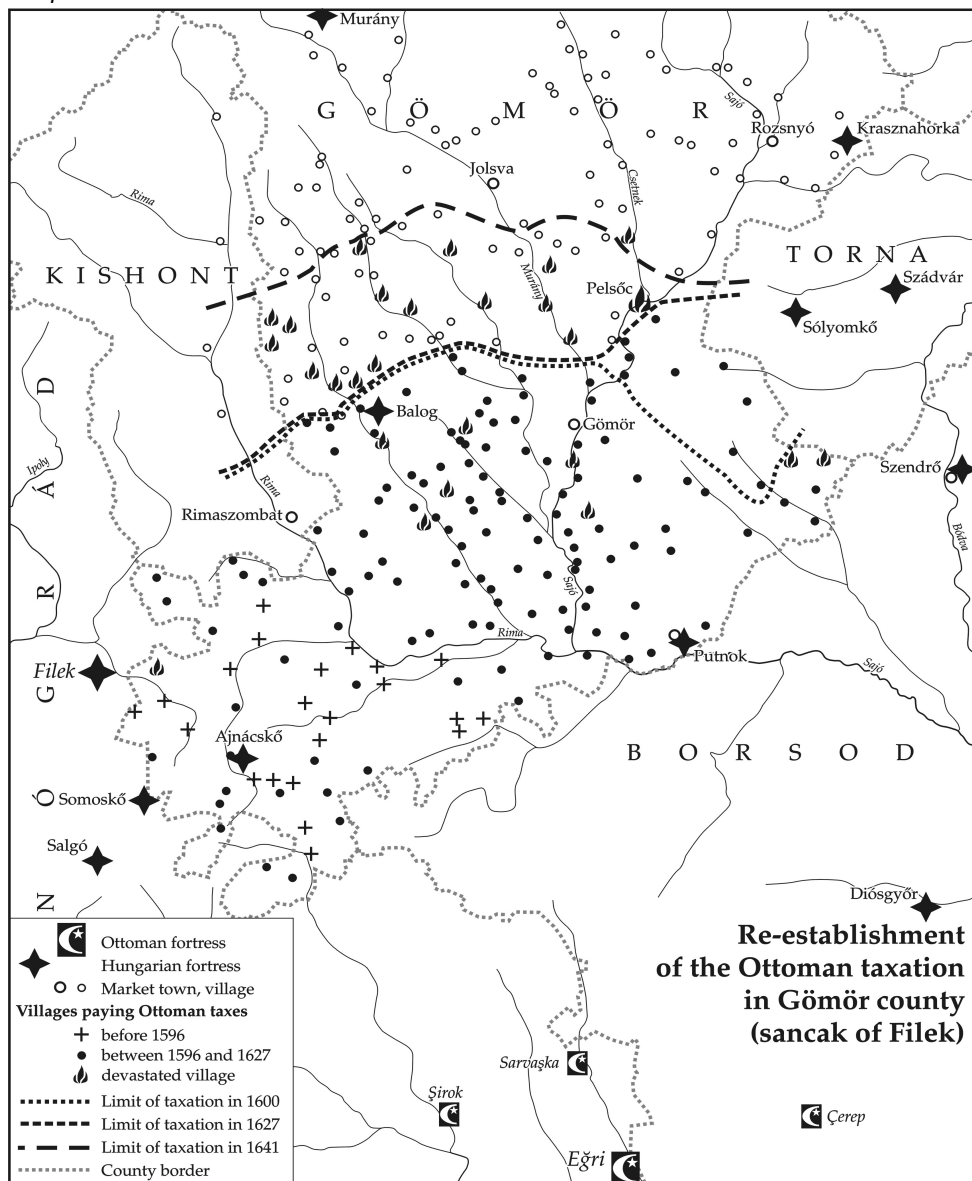 Murány
G Ö M Ö R
Sajó
Rozsnyó
Krasznahorka
Jolsva
Csetnek
Rima
KISHONT
TORNA
Szádvár
Murány
Pelsőc
Sólyomkő
Balog
Gömör
Szendrő
Ipoly
Rima
Rimaszombat
Bódva
Sajó
Rima
Putnok
Sajó
Filek
Ajnácskő
B O R S O D
Somoskő
Salgó
N Ó G R Á D
Diósgyőr
Re-establishment
of the Ottoman taxation
in Gömör county
(sancak of Filek)
Sarvaşka
Şirok
Çerep
Eğri
Ottoman fortress
Hungarian fortress
Market town, village
Villages paying Ottoman taxes
before 1596
between 1596 and 1627
devastated village
Limit of taxation in 1600
Limit of taxation in 1627
Limit of taxation in 1641
County border